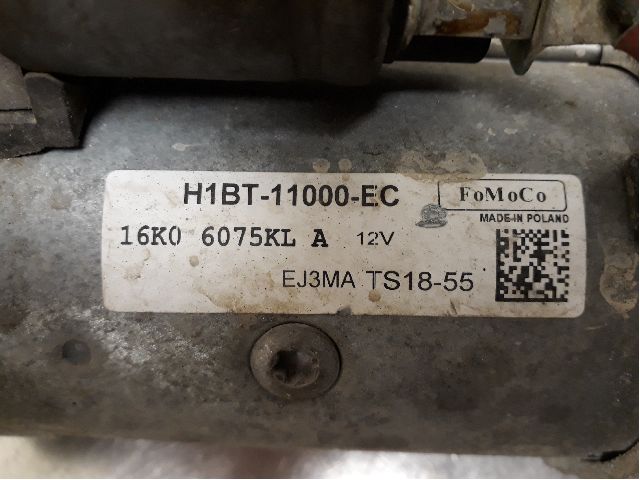 H1BT-11000-EC
FoMoCo
MADE IN POLAND
16K0 6075KL A 12V
EJ3MA TS18-55